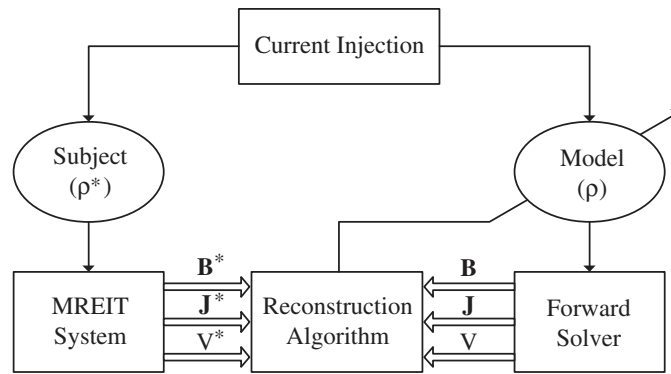 Current Injection
Subject
(ρ*)
Model
(ρ)
B*
B
MREIT
System
J*
Reconstruction
Algorithm
J
Forward
Solver
V*
V